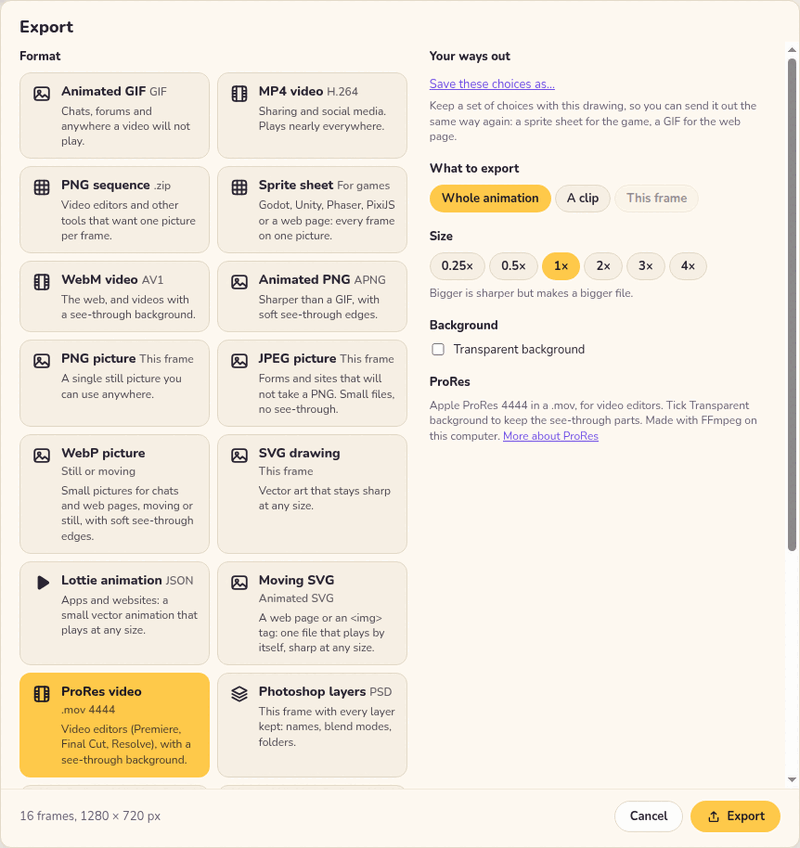 Export
Format
Animated GIF GIF
Chats, forums and
anywhere a video will not
play.
MP4 video H.264
Sharing and social media.
Plays nearly everywhere.
PNG sequence .zip
Video editors and other
tools that want one picture
per frame.
Sprite sheet For games
Godot, Unity, Phaser, PixiJS
or a web page: every frame
on one picture.
WebM video AV1
The web, and videos with
a see-through background.
Animated PNG APNG
Sharper than a GIF, with
soft see-through edges.
PNG picture This frame
A single still picture you
can use anywhere.
JPEG picture This frame
Forms and sites that will
not take a PNG. Small files,
no see-through.
WebP picture
Still or moving
Small pictures for chats
and web pages, moving or
still, with soft see-through
edges.
SVG drawing
This frame
Vector art that stays sharp
at any size.
Lottie animation JSON
Apps and websites: a
small vector animation that
plays at any size.
Moving SVG
Animated SVG
A web page or an <img>
tag: one file that plays by
itself, sharp at any size.
ProRes video
.mov 4444
Video editors (Premiere,
Final Cut, Resolve), with a
see-through background.
Photoshop layers PSD
This frame with every layer
kept: names, blend modes,
folders.
Your ways out
Save these choices as...
Keep a set of choices with this drawing, so you can send it out the
same way again: a sprite sheet for the game, a GIF for the web
page.
What to export
Whole animation A clip This frame
Size
0.25× 0.5× 1× 2× 3× 4×
Bigger is sharper but makes a bigger file.
Background
Transparent background
ProRes
Apple ProRes 4444 in a .mov, for video editors. Tick Transparent
background to keep the see-through parts. Made with FFmpeg on
this computer. More about ProRes
16 frames, 1280 × 720 px
Cancel Export